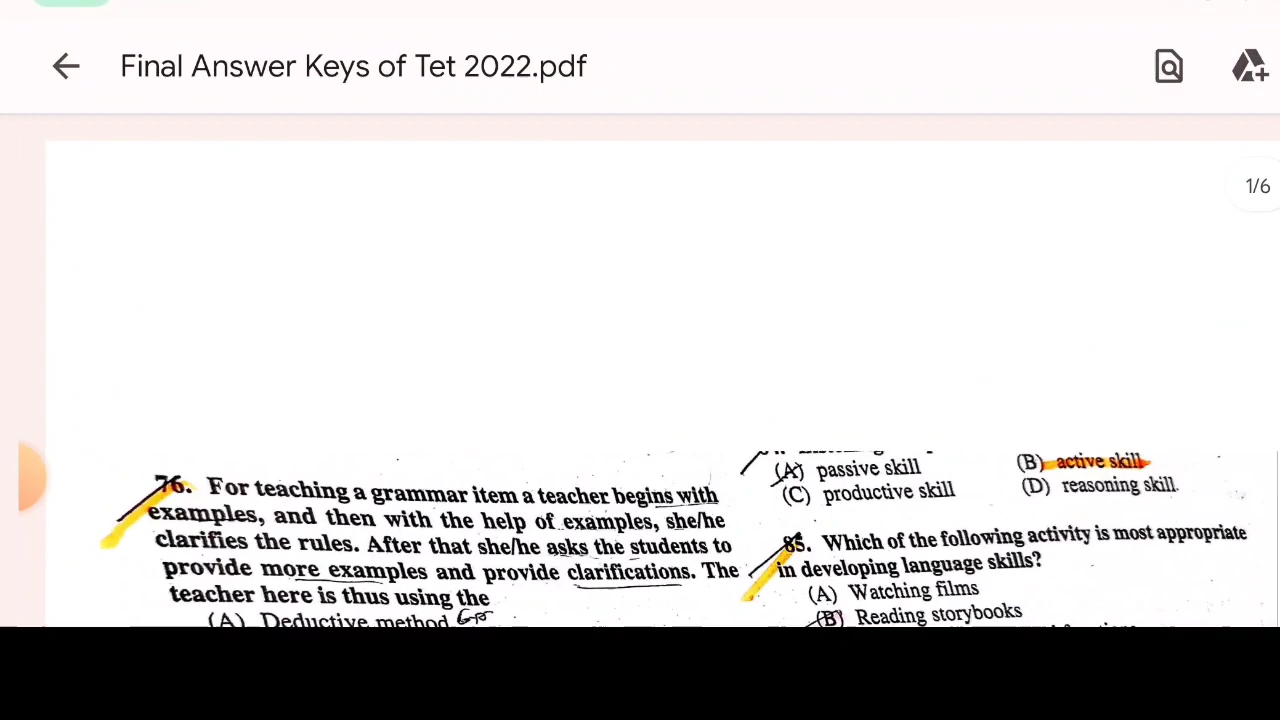 Final Answer Keys of Tet 2022.pdf
1/6
76. For teaching a grammar item a teacher begins with
examples, and then with the help of examples, she/he
clarifies the rules. After that she/he asks the students to
provide more examples and provide clarifications. The
teacher here is thus using the
(A) Deductive method
(A) passive skill
(B) active skill
(C) productive skill
(D) reasoning skill.
85. Which of the following activity is most appropriate
in developing language skills?
(A) Watching films
(B) Reading storybooks